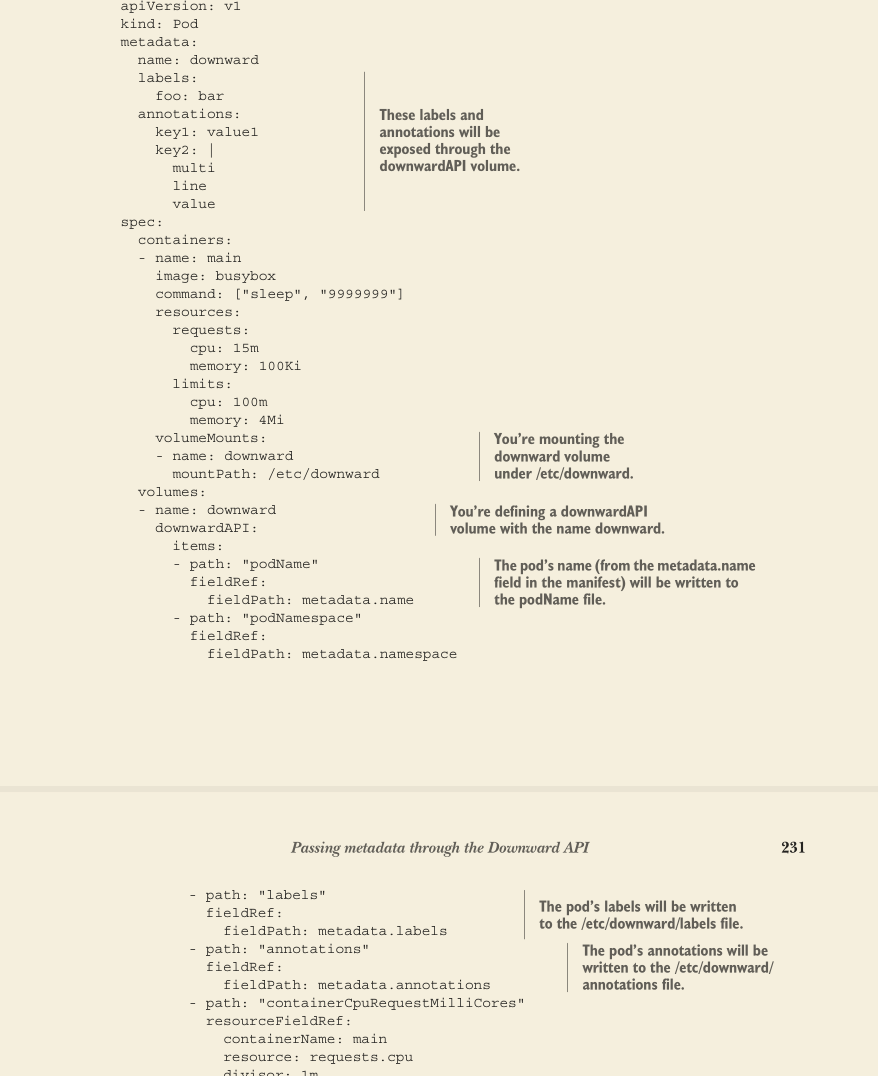 apiVersion: v1
kind: Pod
metadata:
  name: downward
  labels:
    foo: bar
  annotations:
    key1: value1
    key2: |
      multi
      line
      value
These labels and
annotations will be
exposed through the
downwardAPI volume.
spec:
  containers:
  - name: main
    image: busybox
    command: ["sleep", "9999999"]
    resources:
      requests:
        cpu: 15m
        memory: 100Ki
      limits:
        cpu: 100m
        memory: 4Mi
    volumeMounts:
    - name: downward
      mountPath: /etc/downward
You're mounting the
downward volume
under /etc/downward.
  volumes:
  - name: downward
    downwardAPI:
You're defining a downwardAPI
volume with the name downward.
      items:
      - path: "podName"
        fieldRef:
          fieldPath: metadata.name
The pod's name (from the metadata.name
field in the manifest) will be written to
the podName file.
      - path: "podNamespace"
        fieldRef:
          fieldPath: metadata.namespace
Passing metadata through the Downward API 231
- path: "labels"
  fieldRef:
    fieldPath: metadata.labels
The pod's labels will be written
to the /etc/downward/labels file.
- path: "annotations"
  fieldRef:
    fieldPath: metadata.annotations
The pod's annotations will be
written to the /etc/downward/
annotations file.
- path: "containerCpuRequestMilliCores"
  resourceFieldRef:
    containerName: main
    resource: requests.cpu
    divisor: 1m